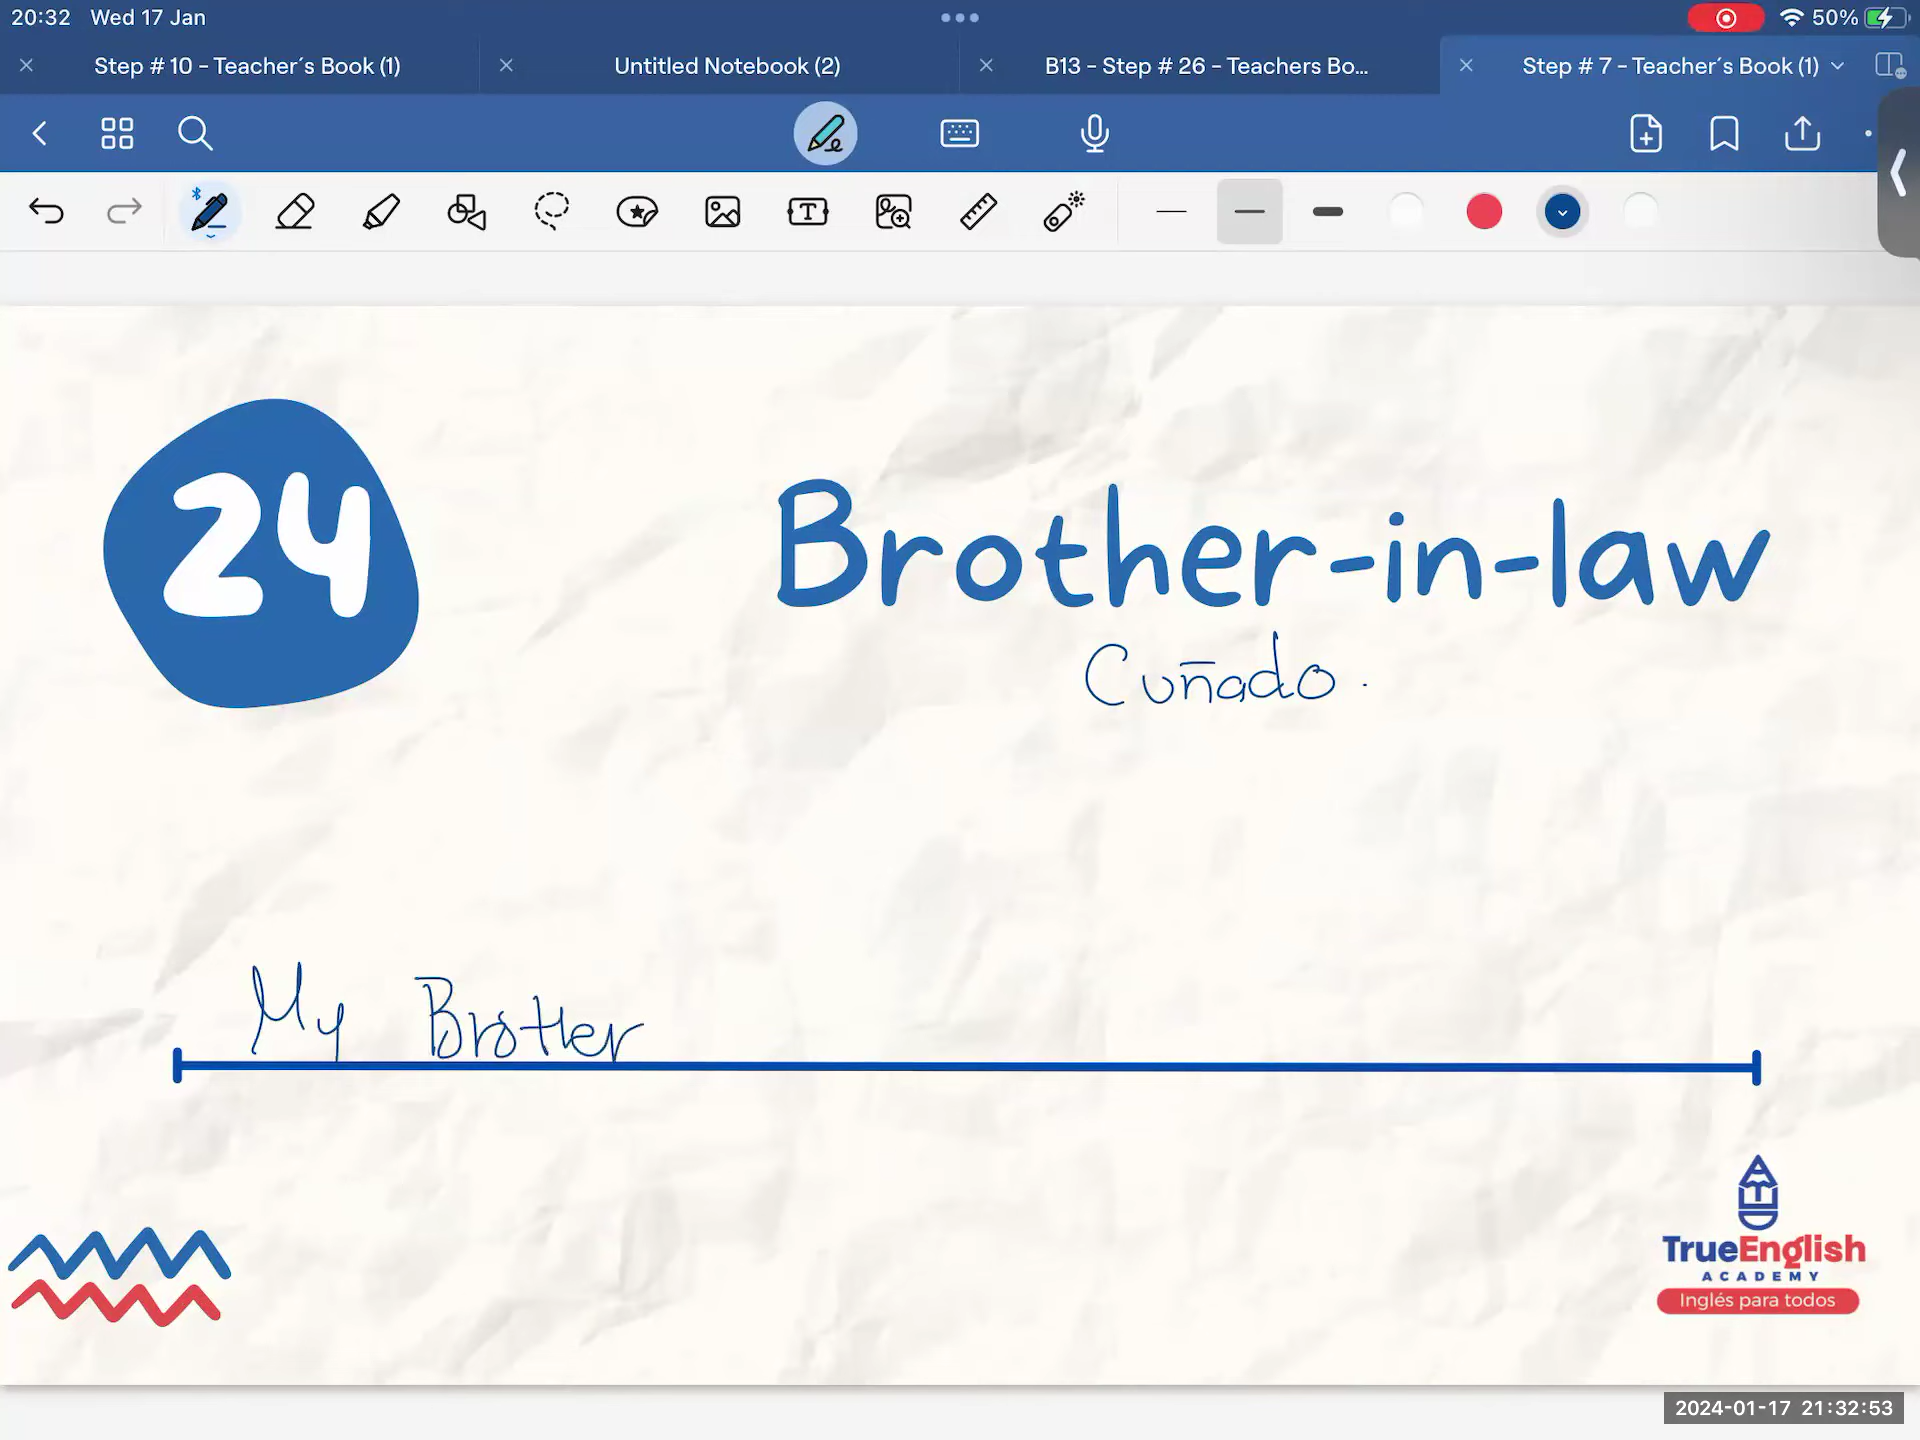 20:32 Wed 17 Jan
50%
Step # 10 - Teacher´s Book (1)
Untitled Notebook (2)
B13 - Step # 26 - Teachers Bo...
Step # 7 - Teacher´s Book (1)
24
Brother-in-law
Cuñado.
My Brother
TrueEnglish
ACADEMY
Inglés para todos
2024-01-17 21:32:53